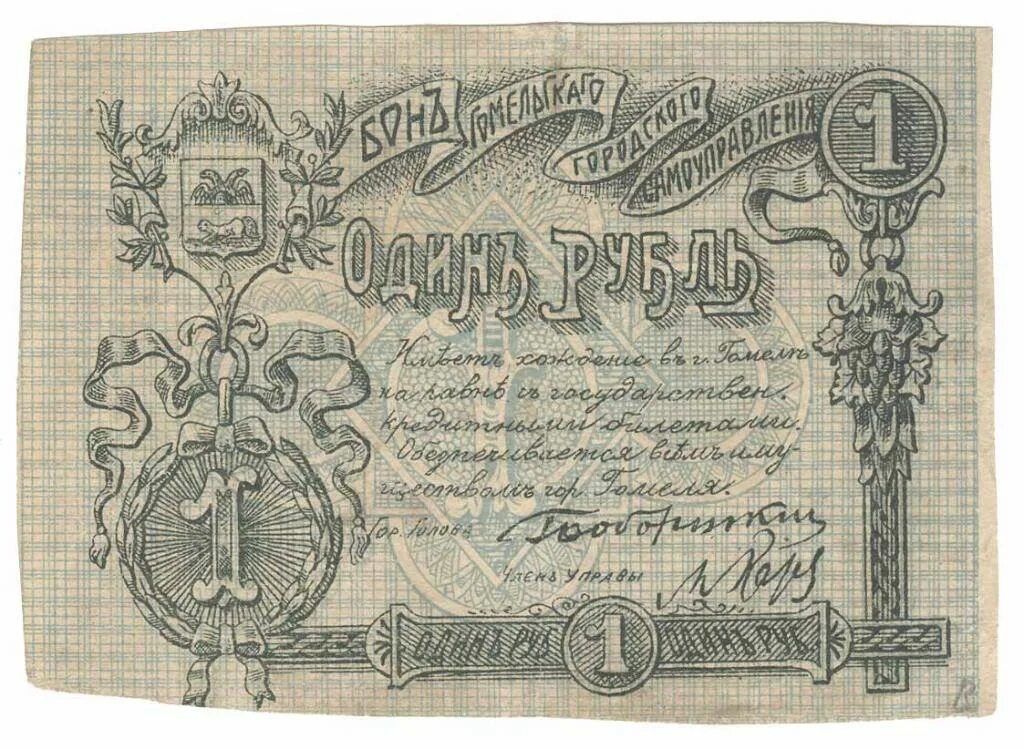 БОНЪ ГОМЕЛЬСКАГО ГОРОДСКОГО САМОУПРАВЛЕНІЯ
1
ОДИНЪ РУБЛЬ
Имѣетъ хожденіе въ г. Гомелѣ
на равнѣ съ государствен.
кредитными билетами.
Обезпечивается всѣмъ иму-
ществомъ гор. Гомеля.
1
Гор. Голова
Членъ Управы
ОДИНЪ РУБ 1 ОДИНЪ РУБ